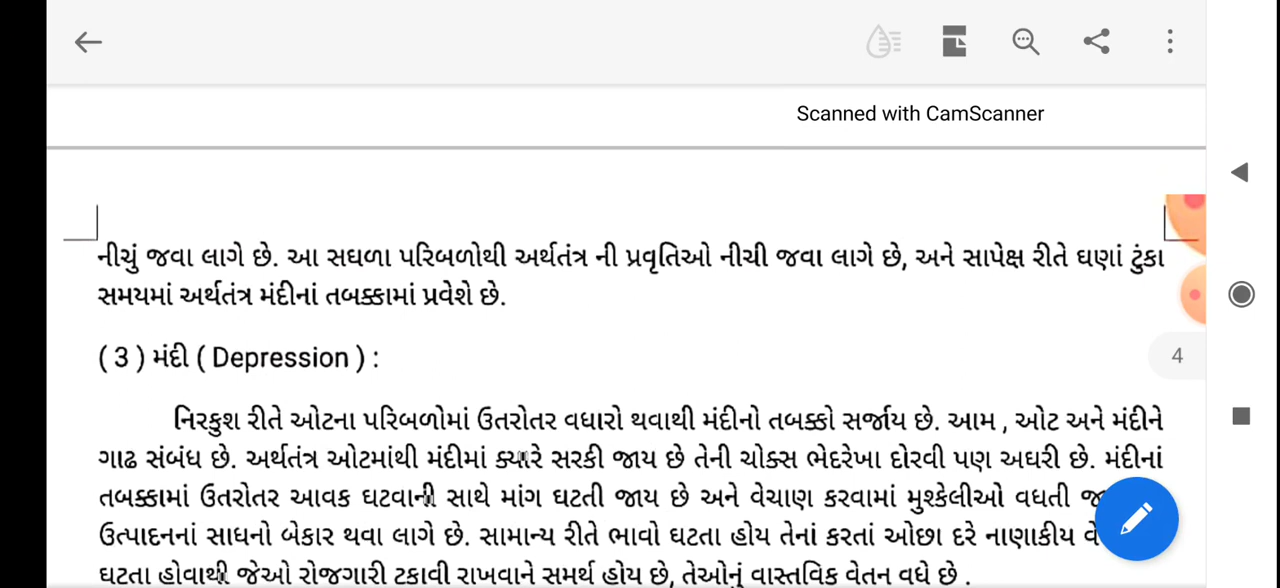 Scanned with CamScanner
નીચું જવા લાગે છે. આ સઘળા પરિબળોથી અર્થતંત્ર ની પ્રવૃતિઓ નીચી જવા લાગે છે, અને સાપેક્ષ રીતે ઘણાં ટુંકા
સમયમાં અર્થતંત્ર મંદીનાં તબક્કામાં પ્રવેશે છે.
4
( 3 ) મંદી ( Depression ) :
નિરકુશ રીતે ઓટના પરિબળોમાં ઉતરોતર વધારો થવાથી મંદીનો તબક્કો સર્જાય છે. આમ , ઓટ અને મંદીને
ગાઢ સંબંધ છે. અર્થતંત્ર ઓટમાંથી મંદીમાં ક્યારે સરકી જાય છે તેની ચોક્સ ભેદરેખા દોરવી પણ અઘરી છે. મંદીનાં
તબક્કામાં ઉતરોતર આવક ઘટવાની સાથે માંગ ઘટતી જાય છે અને વેચાણ કરવામાં મુશ્કેલીઓ વધતી
ઉત્પાદનનાં સાધનો બેકાર થવા લાગે છે. સામાન્ય રીતે ભાવો ઘટતા હોય તેનાં કરતાં ઓછા દરે નાણાકીય
ઘટતા હોવાથી જેઓ રોજગારી ટકાવી રાખવાને સમર્થ હોય છે, તેઓનું વાસ્તવિક વેતન વધે છે .